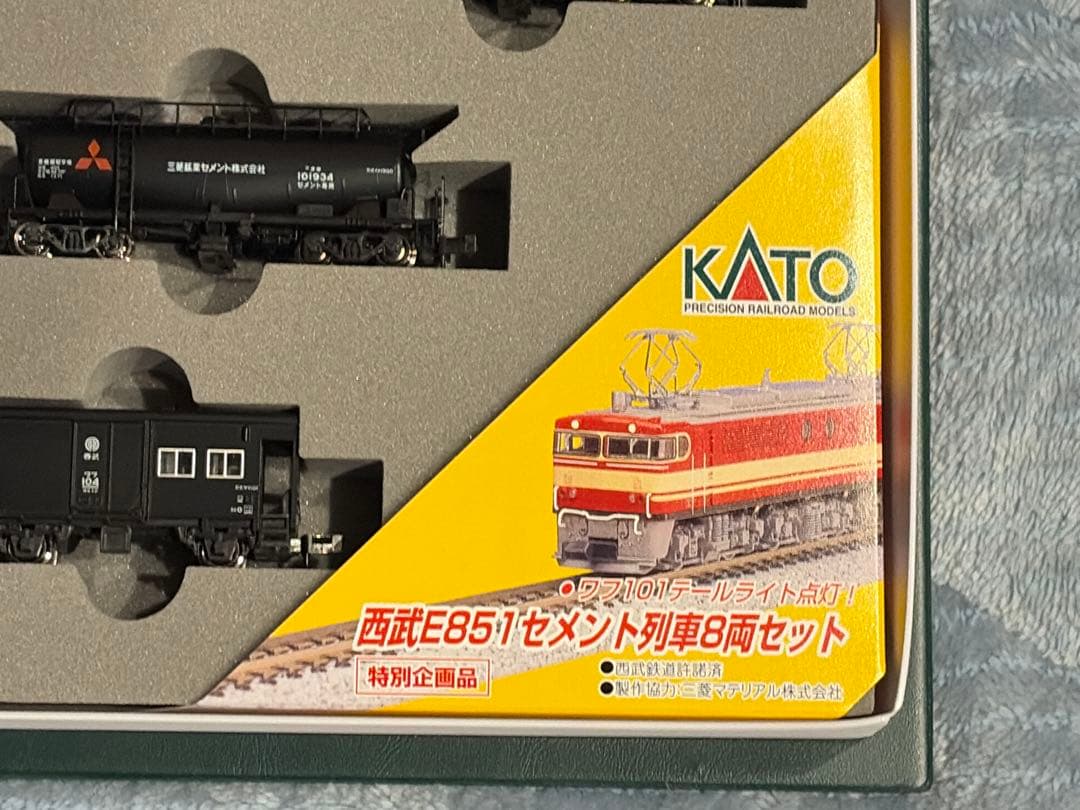 三菱鉱業セメント株式会社
101934
セメント専用
KATO
PRECISION RAILROAD MODELS
西武
ワフ
104
●ワフ101テールライト点灯!
西武E851セメント列車8両セット
特別企画品
●西武鉄道許諾済
●製作協力:三菱マテリアル株式会社